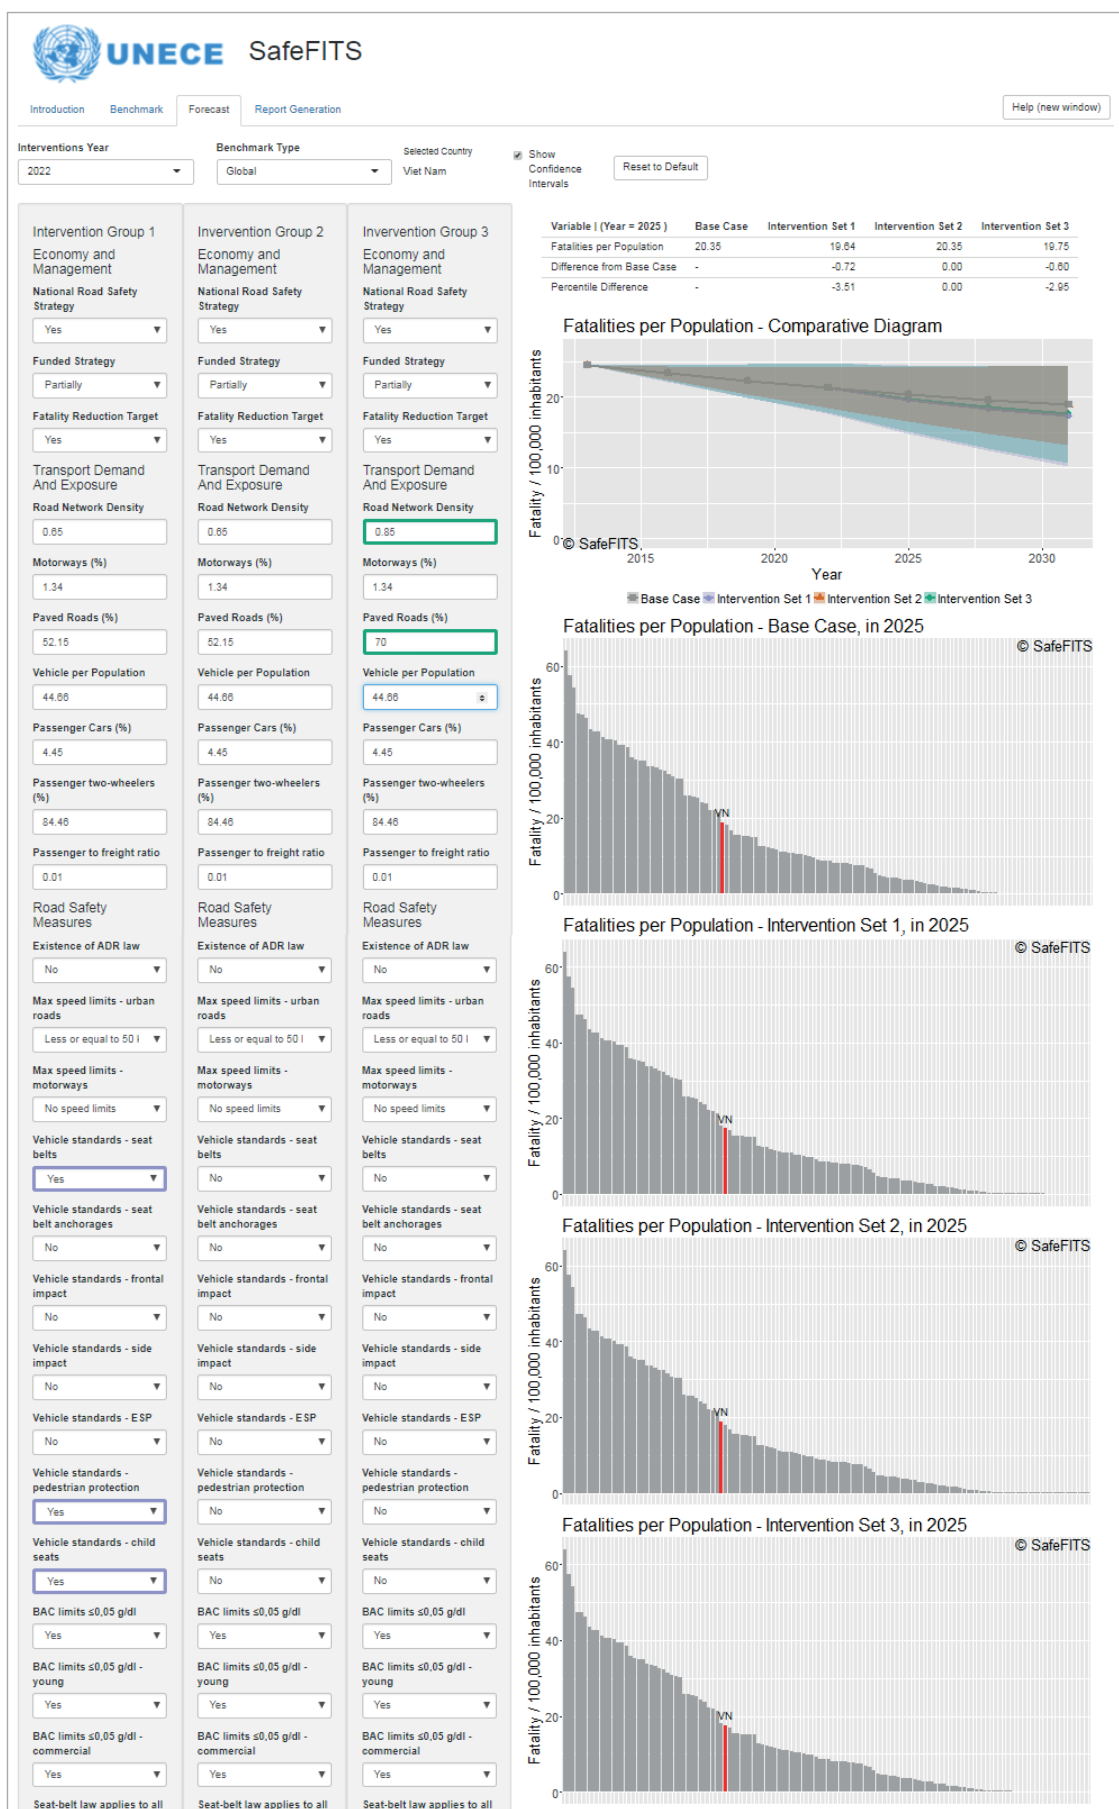 UNECE SafeFITS
Introduction Benchmark Forecast Report Generation Help (new window)
Interventions Year Benchmark Type Selected Country Show Confidence Intervals
2022 Global Viet Nam Reset to Default
Intervention Group 1
Economy and
Management
National Road Safety
Strategy
Yes
Funded Strategy
Partially
Fatality Reduction Target
Yes
Transport Demand
And Exposure
Road Network Density
0.65
Motorways (%)
1.34
Paved Roads (%)
52.15
Vehicle per Population
44.66
Passenger Cars (%)
4.45
Passenger two-wheelers
(%)
84.46
Passenger to freight ratio
0.01
Road Safety
Measures
Existence of ADR law
No
Max speed limits - urban
roads
Less or equal to 50
Max speed limits -
motorways
No speed limits
Vehicle standards - seat
belts
Yes
Vehicle standards - seat
belt anchorages
No
Vehicle standards - frontal
impact
No
Vehicle standards - side
impact
No
Vehicle standards - ESP
No
Vehicle standards -
pedestrian protection
Yes
Vehicle standards - child
seats
Yes
BAC limits ≤0,05 g/dl
Yes
BAC limits ≤0,05 g/dl -
young
Yes
BAC limits ≤0,05 g/dl -
commercial
Yes
Seat-belt law applies to all
Invervention Group 2
Economy and
Management
National Road Safety
Strategy
Yes
Funded Strategy
Partially
Fatality Reduction Target
Yes
Transport Demand
And Exposure
Road Network Density
0.65
Motorways (%)
1.34
Paved Roads (%)
52.15
Vehicle per Population
44.66
Passenger Cars (%)
4.45
Passenger two-wheelers
(%)
84.46
Passenger to freight ratio
0.01
Road Safety
Measures
Existence of ADR law
No
Max speed limits - urban
roads
Less or equal to 50
Max speed limits -
motorways
No speed limits
Vehicle standards - seat
belts
No
Vehicle standards - seat
belt anchorages
No
Vehicle standards - frontal
impact
No
Vehicle standards - side
impact
No
Vehicle standards - ESP
No
Vehicle standards -
pedestrian protection
No
Vehicle standards - child
seats
No
BAC limits ≤0,05 g/dl
Yes
BAC limits ≤0,05 g/dl -
young
Yes
BAC limits ≤0,05 g/dl -
commercial
Yes
Seat-belt law applies to all
Invervention Group 3
Economy and
Management
National Road Safety
Strategy
Yes
Funded Strategy
Partially
Fatality Reduction Target
Yes
Transport Demand
And Exposure
Road Network Density
0.85
Motorways (%)
1.34
Paved Roads (%)
70
Vehicle per Population
44.66
Passenger Cars (%)
4.45
Passenger two-wheelers
(%)
84.46
Passenger to freight ratio
0.01
Road Safety
Measures
Existence of ADR law
No
Max speed limits - urban
roads
Less or equal to 50
Max speed limits -
motorways
No speed limits
Vehicle standards - seat
belts
No
Vehicle standards - seat
belt anchorages
No
Vehicle standards - frontal
impact
No
Vehicle standards - side
impact
No
Vehicle standards - ESP
No
Vehicle standards -
pedestrian protection
No
Vehicle standards - child
seats
No
BAC limits ≤0,05 g/dl
Yes
BAC limits ≤0,05 g/dl -
young
Yes
BAC limits ≤0,05 g/dl -
commercial
Yes
Seat-belt law applies to all
Variable | (Year = 2025 ) Base Case Intervention Set 1 Intervention Set 2 Intervention Set 3
Fatalities per Population 20.35 19.64 20.35 19.75
Difference from Base Case - -0.72 0.00 -0.60
Percentile Difference - -3.51 0.00 -2.95
Fatalities per Population - Comparative Diagram
Fatality / 100,000 inhabitants
20
10
0
© SafeFITS
2015 2020 2025 2030
Year
Base Case Intervention Set 1 Intervention Set 2 Intervention Set 3
Fatalities per Population - Base Case, in 2025
© SafeFITS
Fatality / 100,000 inhabitants
60
40
20
0
VN
Fatalities per Population - Intervention Set 1, in 2025
© SafeFITS
Fatality / 100,000 inhabitants
60
40
20
0
VN
Fatalities per Population - Intervention Set 2, in 2025
© SafeFITS
Fatality / 100,000 inhabitants
60
40
20
0
VN
Fatalities per Population - Intervention Set 3, in 2025
© SafeFITS
Fatality / 100,000 inhabitants
60
40
20
0
VN